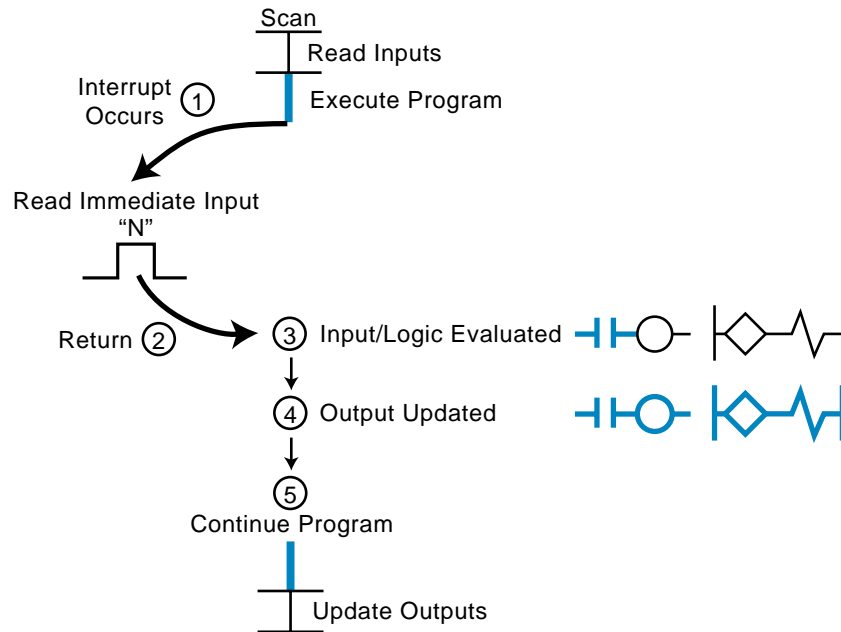 Scan
Read Inputs
Interrupt
Occurs
1
Execute Program
Read Immediate Input
“N”
Return 2
3 Input/Logic Evaluated
4 Output Updated
5
Continue Program
Update Outputs